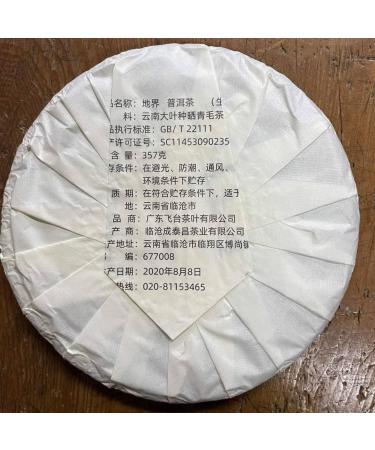 品名称：地界 普洱茶 （生
料：云南大叶种晒青毛茶
品执行标准：GB/T 22111
产许可证号：SC11453090235
含 量：357克
存条件：在避光、防潮、通风、
环境条件下贮存
质 期：在符合贮存条件下，适于
地：云南省临沧市
品 商：广东飞台茶叶有限公司
产 商：临沧成泰昌茶业有限公司
产地址：云南省临沧市临翔区博尚镇
编：677008
产日期：2020年8月8日
热线：020-81153465